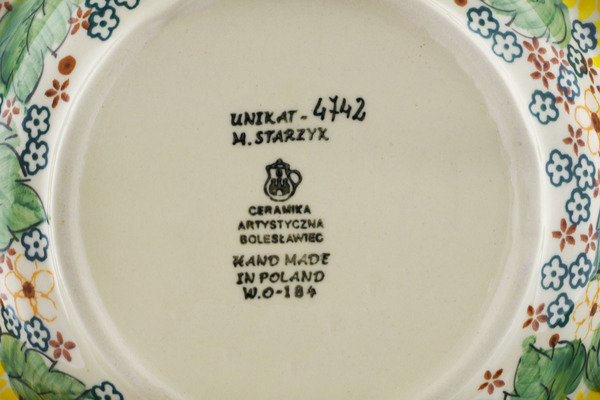 UNIKAT - 4742
M. STARZYK
CERAMIKA
ARTYSTYCZNA
BOLESŁAWIEC
HAND MADE
IN POLAND
W.O-184